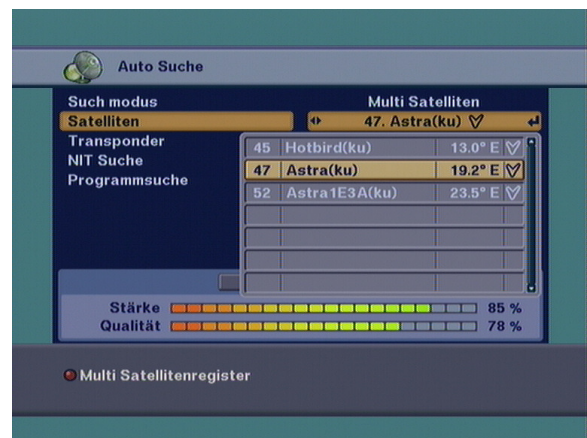 Auto Suche
Such modus Multi Satelliten
Satelliten 47. Astra(ku)
Transponder
NIT Suche
Programmsuche
45 Hotbird(ku) 13.0° E
47 Astra(ku) 19.2° E
52 Astra1E3A(ku) 23.5° E
Stärke 85 %
Qualität 78 %
Multi Satellitenregister